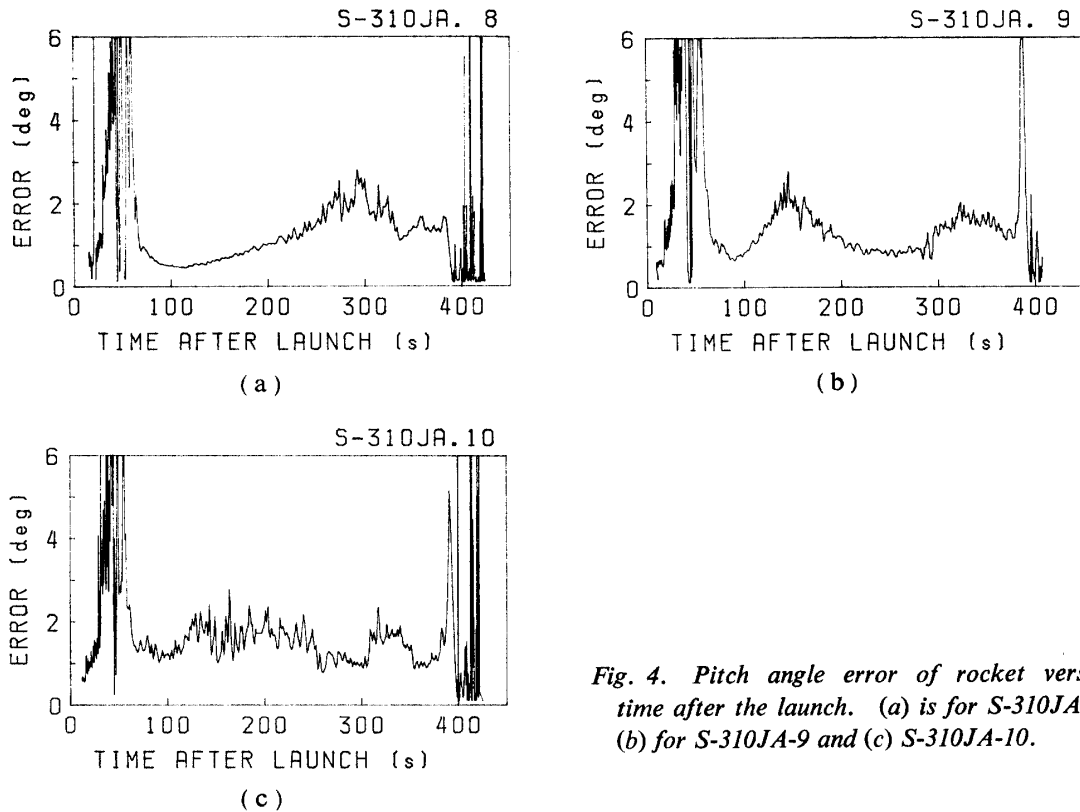 S-310JA. 8
6
4
2
0
ERROR (deg)
0 100 200 300 400
TIME AFTER LAUNCH (s)
(a)
S-310JA. 9
6
4
2
0
ERROR (deg)
0 100 200 300 400
TIME AFTER LAUNCH (s)
(b)
S-310JA.10
6
4
2
0
ERROR (deg)
0 100 200 300 400
TIME AFTER LAUNCH (s)
(c)
Fig. 4. Pitch angle error of rocket vers
time after the launch. (a) is for S-310JA
(b) for S-310JA-9 and (c) S-310JA-10.